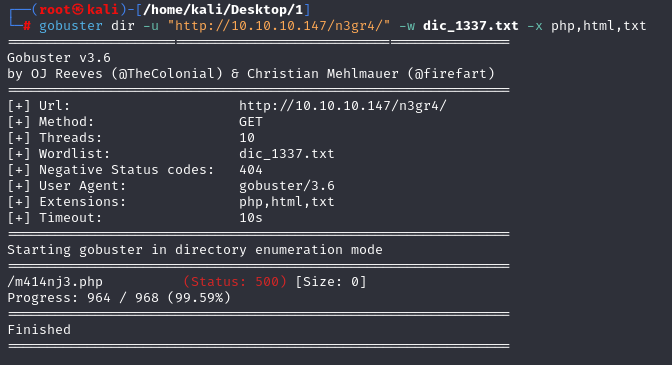 ┌──(root㉿kali)-[/home/kali/Desktop/1]
└─# gobuster dir -u "http://10.10.10.147/n3gr4/" -w dic_1337.txt -x php,html,txt
===============================================================
Gobuster v3.6
by OJ Reeves (@TheColonial) & Christian Mehlmauer (@firefart)
===============================================================
[+] Url:                     http://10.10.10.147/n3gr4/
[+] Method:                  GET
[+] Threads:                 10
[+] Wordlist:                dic_1337.txt
[+] Negative Status codes:   404
[+] User Agent:              gobuster/3.6
[+] Extensions:              php,html,txt
[+] Timeout:                 10s
===============================================================
Starting gobuster in directory enumeration mode
===============================================================
/m414nj3.php          (Status: 500) [Size: 0]
Progress: 964 / 968 (99.59%)
===============================================================
Finished
===============================================================